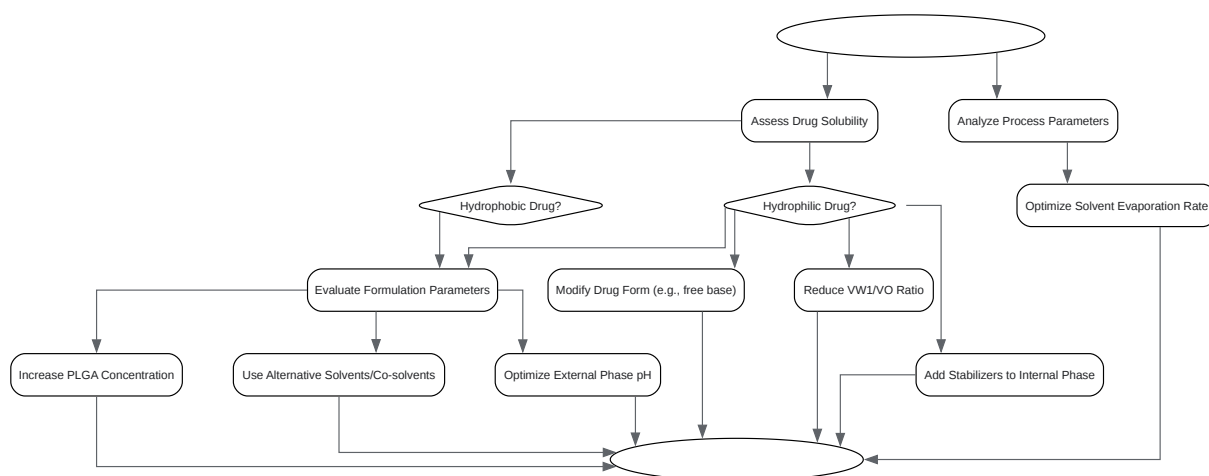 Assess Drug Solubility
Analyze Process Parameters
Hydrophobic Drug?
Hydrophilic Drug?
Optimize Solvent Evaporation Rate
Evaluate Formulation Parameters
Modify Drug Form (e.g., free base)
Reduce VW1/VO Ratio
Increase PLGA Concentration
Use Alternative Solvents/Co-solvents
Optimize External Phase pH
Add Stabilizers to Internal Phase